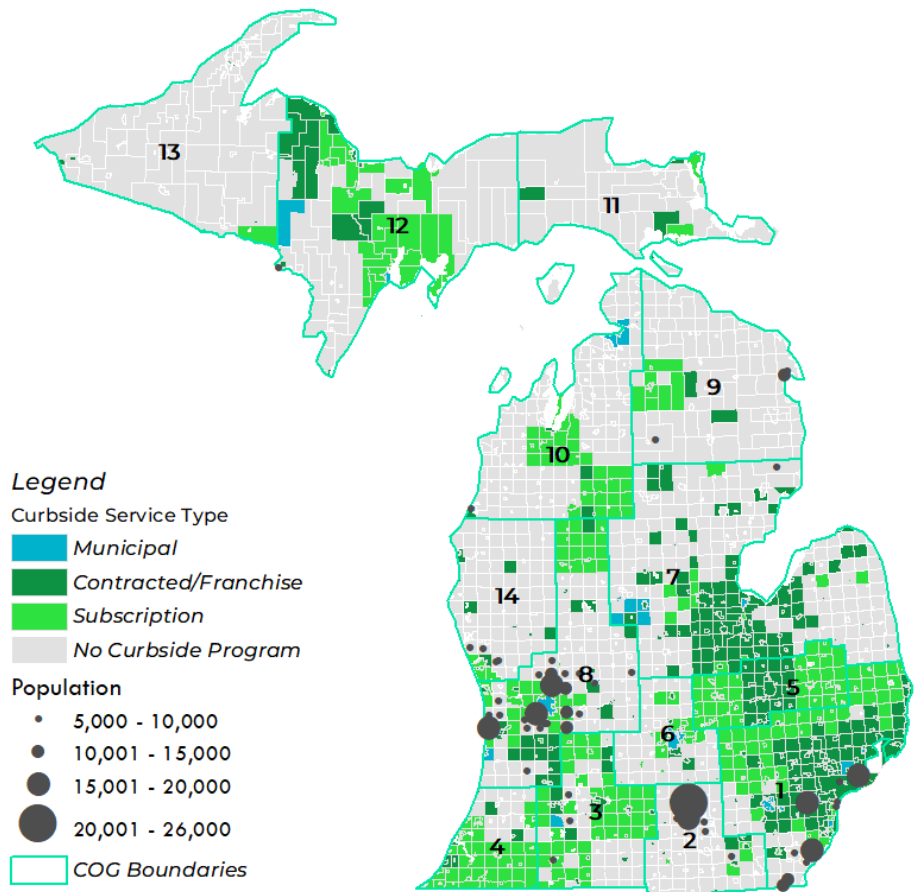 13
12
11
9
10
7
14
8
5
6
1
3
2
4
Legend
Curbside Service Type
Municipal
Contracted/Franchise
Subscription
No Curbside Program
Population
5,000 - 10,000
10,001 - 15,000
15,001 - 20,000
20,001 - 26,000
COG Boundaries